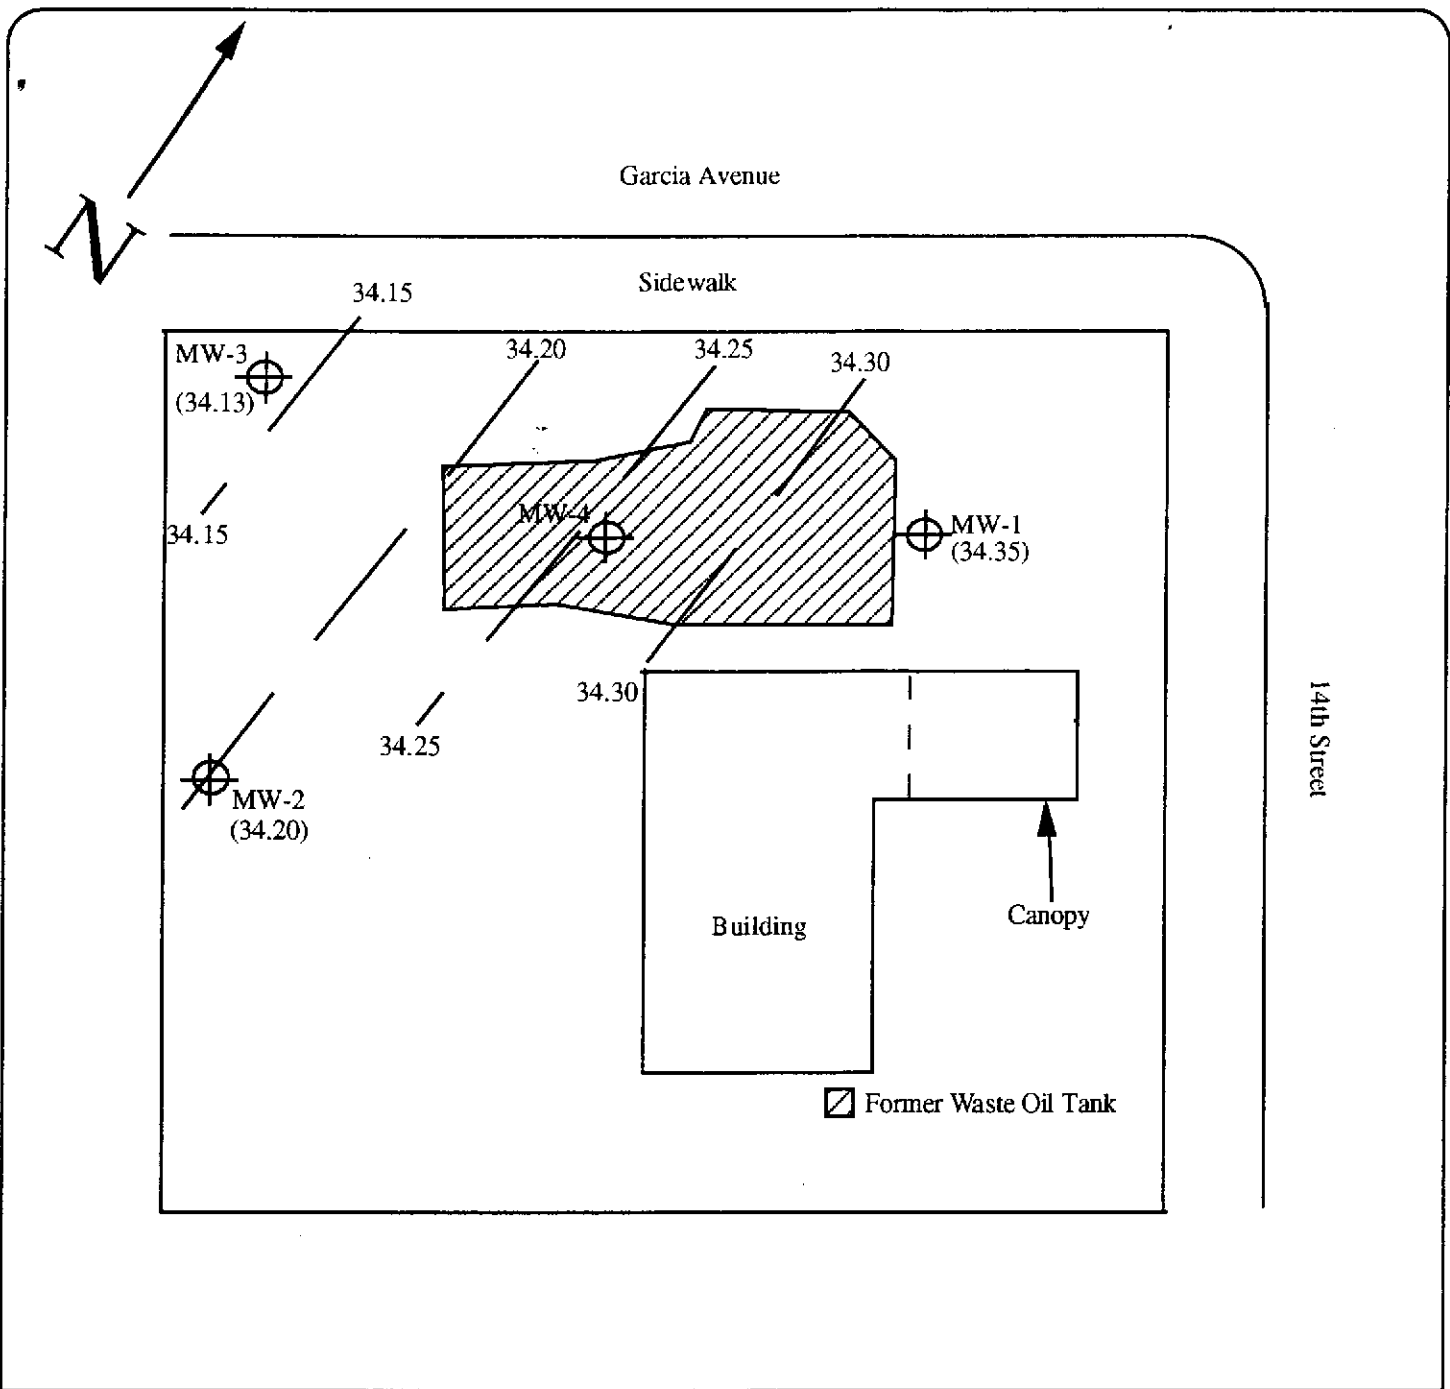 N
Garcia Avenue
Sidewalk
34.15
34.20
34.25
34.30
MW-3
(34.13)
MW-4
MW-1
(34.35)
34.15
34.30
34.25
MW-2
(34.20)
14th Street
Building
Canopy
Former Waste Oil Tank